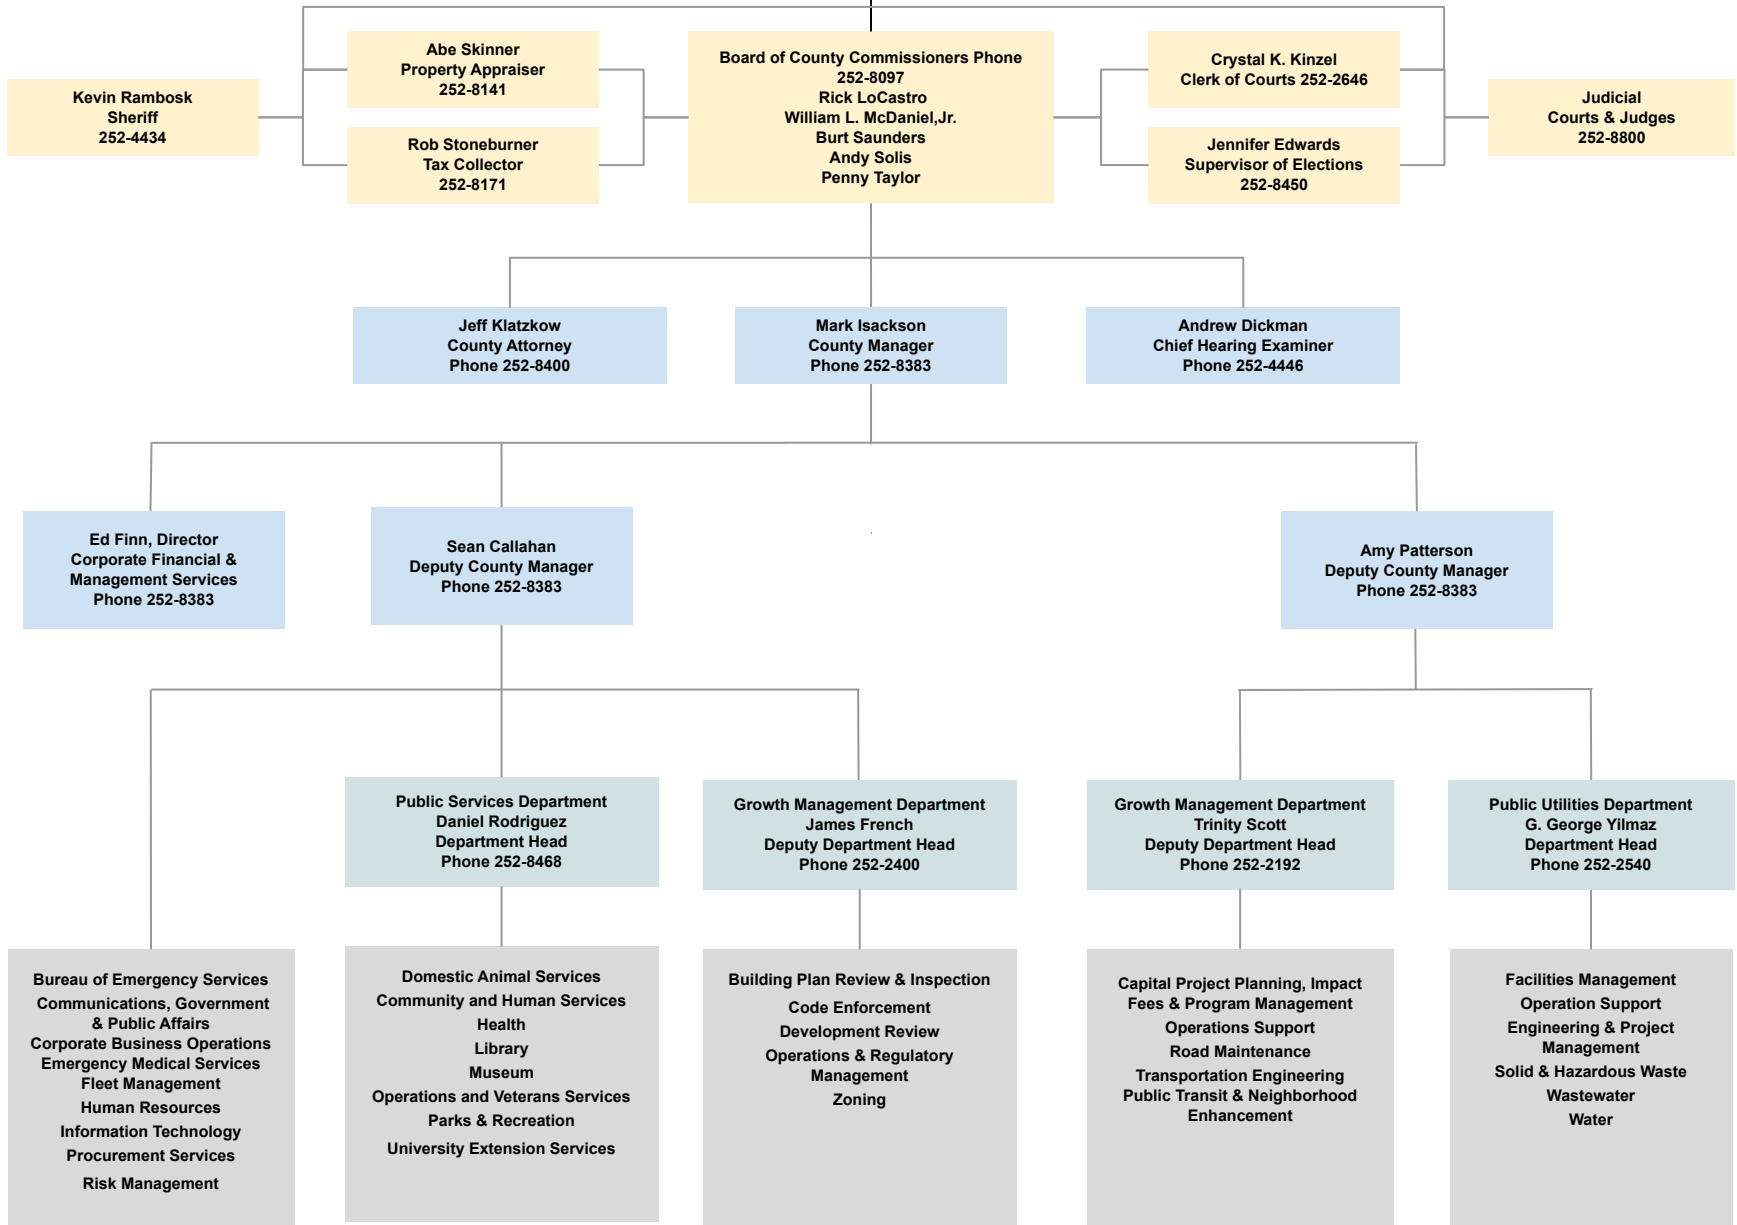 Abe Skinner
Property Appraiser
252-8141
Board of County Commissioners Phone
252-8097
Rick LoCastro
William L. McDaniel,Jr.
Burt Saunders
Andy Solis
Penny Taylor
Crystal K. Kinzel
Clerk of Courts 252-2646
Kevin Rambosk
Sheriff
252-4434
Judicial
Courts & Judges
252-8800
Rob Stoneburner
Tax Collector
252-8171
Jennifer Edwards
Supervisor of Elections
252-8450
Jeff Klatzkow
County Attorney
Phone 252-8400
Mark Isackson
County Manager
Phone 252-8383
Andrew Dickman
Chief Hearing Examiner
Phone 252-4446
Ed Finn, Director
Corporate Financial &
Management Services
Phone 252-8383
Sean Callahan
Deputy County Manager
Phone 252-8383
Amy Patterson
Deputy County Manager
Phone 252-8383
Public Services Department
Daniel Rodriguez
Department Head
Phone 252-8468
Growth Management Department
James French
Deputy Department Head
Phone 252-2400
Growth Management Department
Trinity Scott
Deputy Department Head
Phone 252-2192
Public Utilities Department
G. George Yilmaz
Department Head
Phone 252-2540
Bureau of Emergency Services
Communications, Government
& Public Affairs
Corporate Business Operations
Emergency Medical Services
Fleet Management
Human Resources
Information Technology
Procurement Services
Risk Management
Domestic Animal Services
Community and Human Services
Health
Library
Museum
Operations and Veterans Services
Parks & Recreation
University Extension Services
Building Plan Review & Inspection
Code Enforcement
Development Review
Operations & Regulatory
Management
Zoning
Capital Project Planning, Impact
Fees & Program Management
Operations Support
Road Maintenance
Transportation Engineering
Public Transit & Neighborhood
Enhancement
Facilities Management
Operation Support
Engineering & Project
Management
Solid & Hazardous Waste
Wastewater
Water